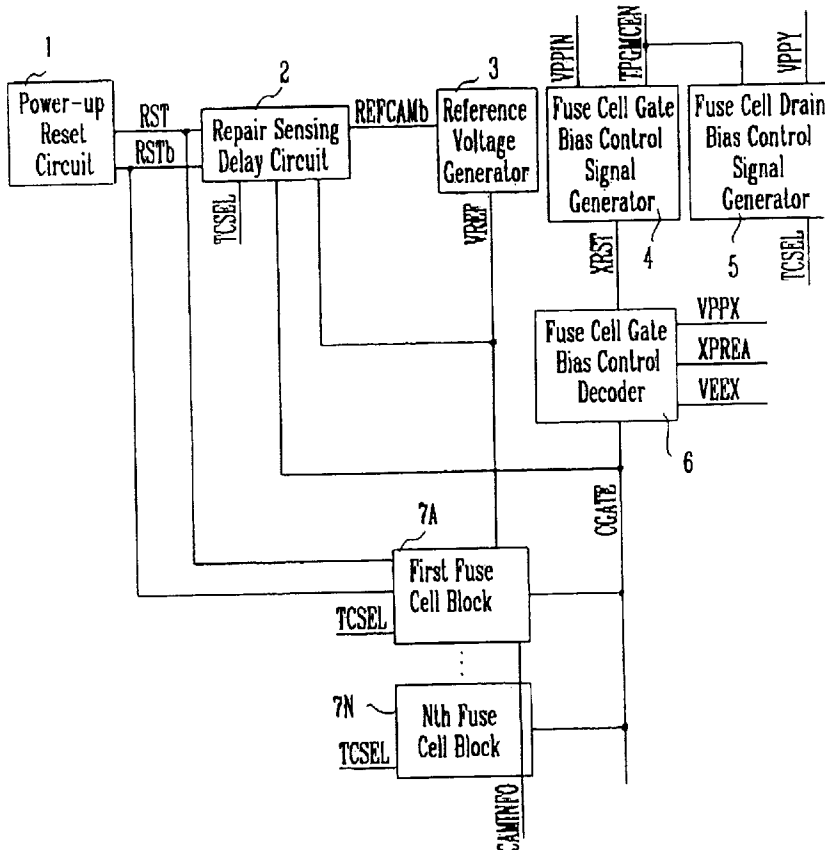 1
Power-up
Reset
Circuit
RST
RSTb
2
Repair Sensing
Delay Circuit
TCSEL
REFCAMb
3
Reference
Voltage
Generator
VREF
VPPIN
TPGMCEN
VPPY
Fuse Cell Gate
Bias Control
Signal
Generator
4
Fuse Cell Drain
Bias Control
Signal
Generator
5
TCSEL
XRST
Fuse Cell Gate
Bias Control
Decoder
6
VPPX
XPREA
VEEX
CGATE
7A
First Fuse
Cell Block
TCSEL
7N
Nth Fuse
Cell Block
TCSEL
CAMINFO